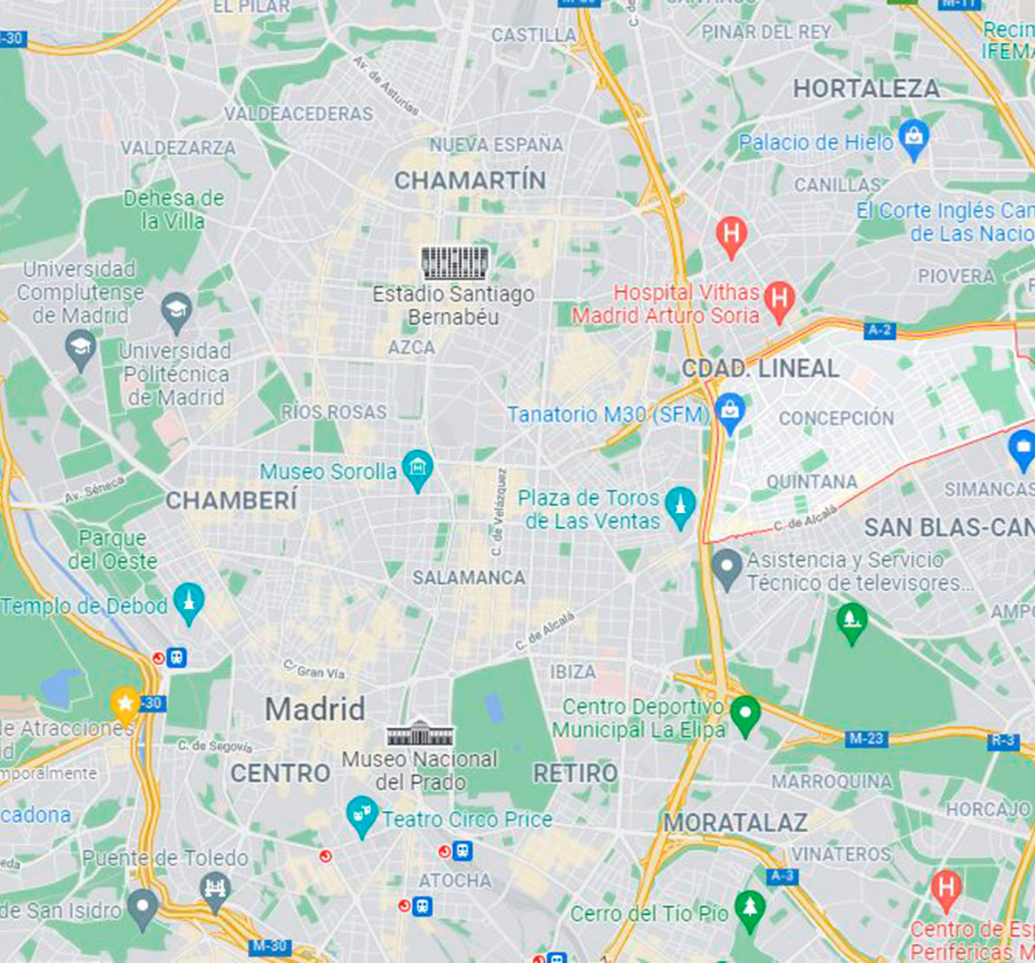 EL PILAR
M-11
-30
CASTILLA
C. de
PINAR DEL REY
Recin
IFEMA
Av. de Asturias
HORTALEZA
VALDEACEDERAS
VALDEZARZA
NUEVA ESPAÑA
Palacio de Hielo
CHAMARTÍN
CANILLAS
Dehesa de
la Villa
El Corte Inglés Cam
de Las Nacio
Universidad
Complutense
de Madrid
PIOVERA
Estadio Santiago
Bernabéu
Hospital Vithas
Madrid Arturo Soria
H
H
A-2
AZCA
Universidad
Politécnica
de Madrid
CDAD. LINEAL
RÍOS ROSAS
Tanatorio M30 (SFM)
CONCEPCIÓN
Museo Sorolla
Av. Séneca
CHAMBERÍ
C. de Velázquez
Plaza de Toros
de Las Ventas
QUINTANA
SIMANCAS
C. de Alcalá
SAN BLAS-CAN
Parque
del Oeste
SALAMANCA
Asistencia y Servicio
Técnico de televisores...
Templo de Debod
AMPO
C. de Alcalá
C/ Gran Vía
IBIZA
Madrid
-30
de Atracciones
id
mporalmente
Centro Deportivo
Municipal La Elipa
M-23
R-3
C. de Segovia
CENTRO
Museo Nacional
del Prado
RETIRO
MARROQUINA
HORCAJO
cadona
Teatro Circo Price
MORATALAZ
VINATEROS
Puente de Toledo
eda
ATOCHA
A-3
H
de San Isidro
Cerro del Tío Pío
Centro de Esp
Periféricas M
M-30